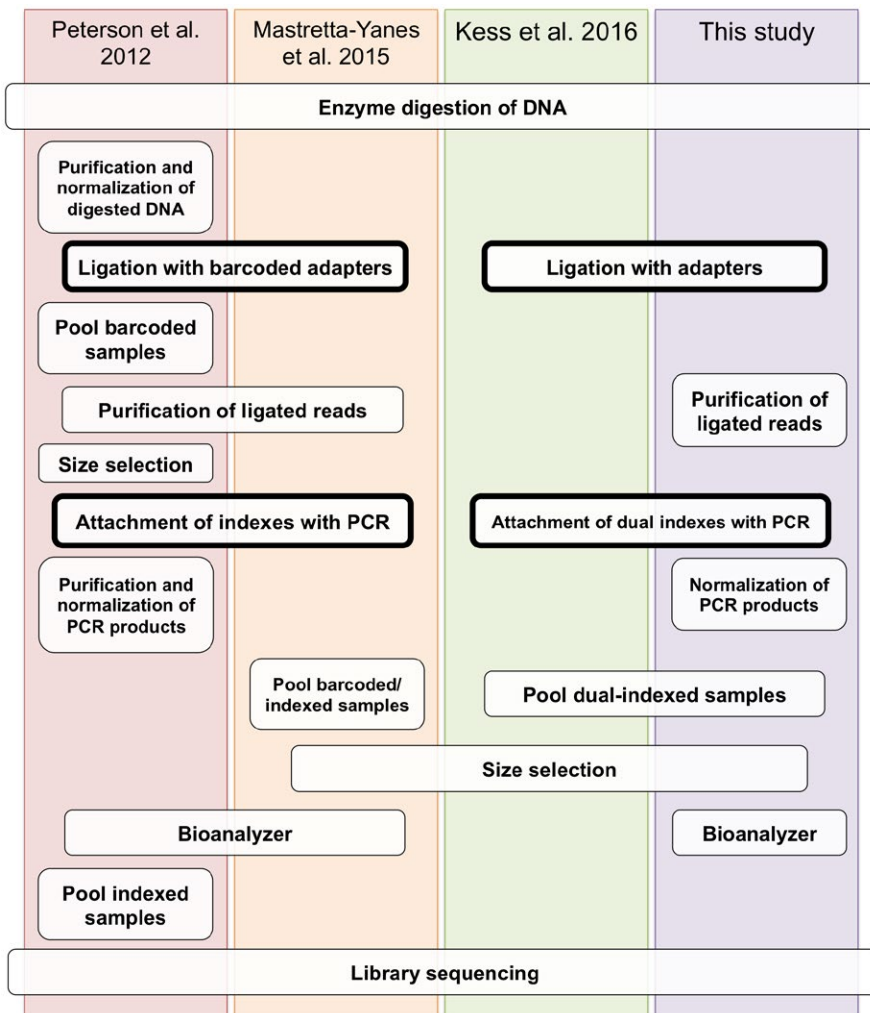 Peterson et al.
2012
Mastretta-Yanes
et al. 2015
Kess et al. 2016
This study
Enzyme digestion of DNA
Purification and
normalization of
digested DNA
Ligation with barcoded adapters
Ligation with adapters
Pool barcoded
samples
Purification of ligated reads
Purification of
ligated reads
Size selection
Attachment of indexes with PCR
Attachment of dual indexes with PCR
Purification and
normalization of
PCR products
Normalization of
PCR products
Pool barcoded/
indexed samples
Pool dual-indexed samples
Size selection
Bioanalyzer
Bioanalyzer
Pool indexed
samples
Library sequencing